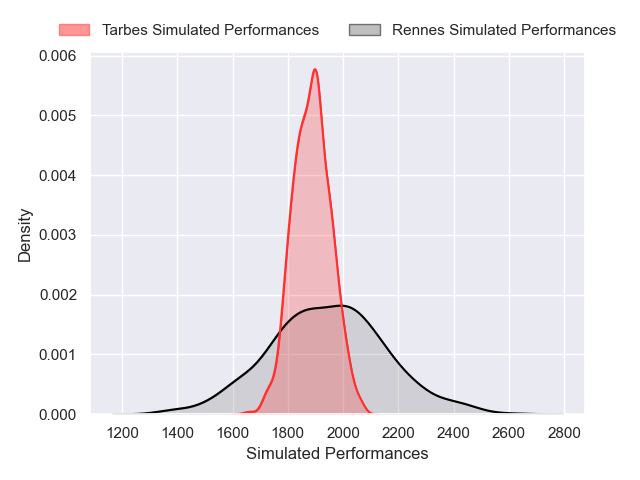 Tarbes Simulated Performances Rennes Simulated Performances
0.006
0.005
0.004
0.003
0.002
0.001
0.000
Density
1200 1400 1600 1800 2000 2200 2400 2600 2800
Simulated Performances